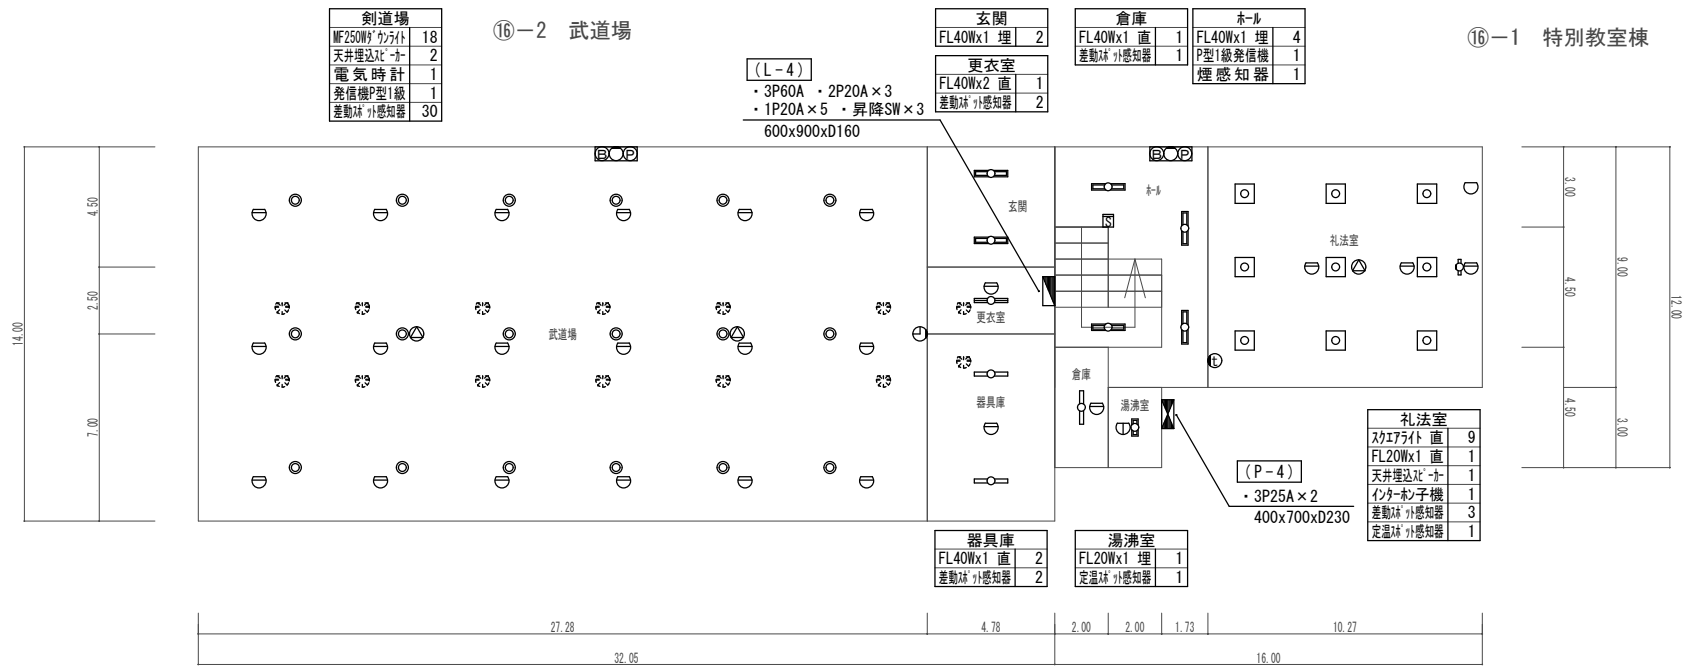 剣道場
MF250Wﾀﾞｳﾝﾗｲﾄ 18
天井埋込ｽﾋﾟｰｶｰ 2
電気時計 1
発信機P型1級 1
差動ｽﾎﾟｯﾄ感知器 30
⑯－2 武道場
(L-4)
・3P60A ・2P20A×3
・1P20A×5 ・昇降SW×3
600x900xD160
玄関
FL40Wx1 埋 2
更衣室
FL40Wx2 直 1
差動ｽﾎﾟｯﾄ感知器 2
倉庫
FL40Wx1 直 1
差動ｽﾎﾟｯﾄ感知器 1
ﾎｰﾙ
FL40Wx1 埋 4
P型1級発信機 1
煙感知器 1
⑯－1 特別教室棟
B P
B P
玄関
ﾎｰﾙ
S
礼法室
武道場
更衣室
器具庫
倉庫
湯沸室
t
14.00
4.50
2.50
7.00
3.00
4.50
4.50
9.00
3.00
12.00
(P-4)
・3P25A×2
400x700xD230
礼法室
ｽｸｴｱﾗｲﾄ 直 9
FL20Wx1 直 1
天井埋込ｽﾋﾟｰｶｰ 1
ｲﾝﾀｰﾎﾝ子機 1
差動ｽﾎﾟｯﾄ感知器 3
定温ｽﾎﾟｯﾄ感知器 1
器具庫
FL40Wx1 直 2
差動ｽﾎﾟｯﾄ感知器 2
湯沸室
FL20Wx1 埋 1
定温ｽﾎﾟｯﾄ感知器 1
27.28 4.78 2.00 2.00 1.73 10.27
32.05 16.00